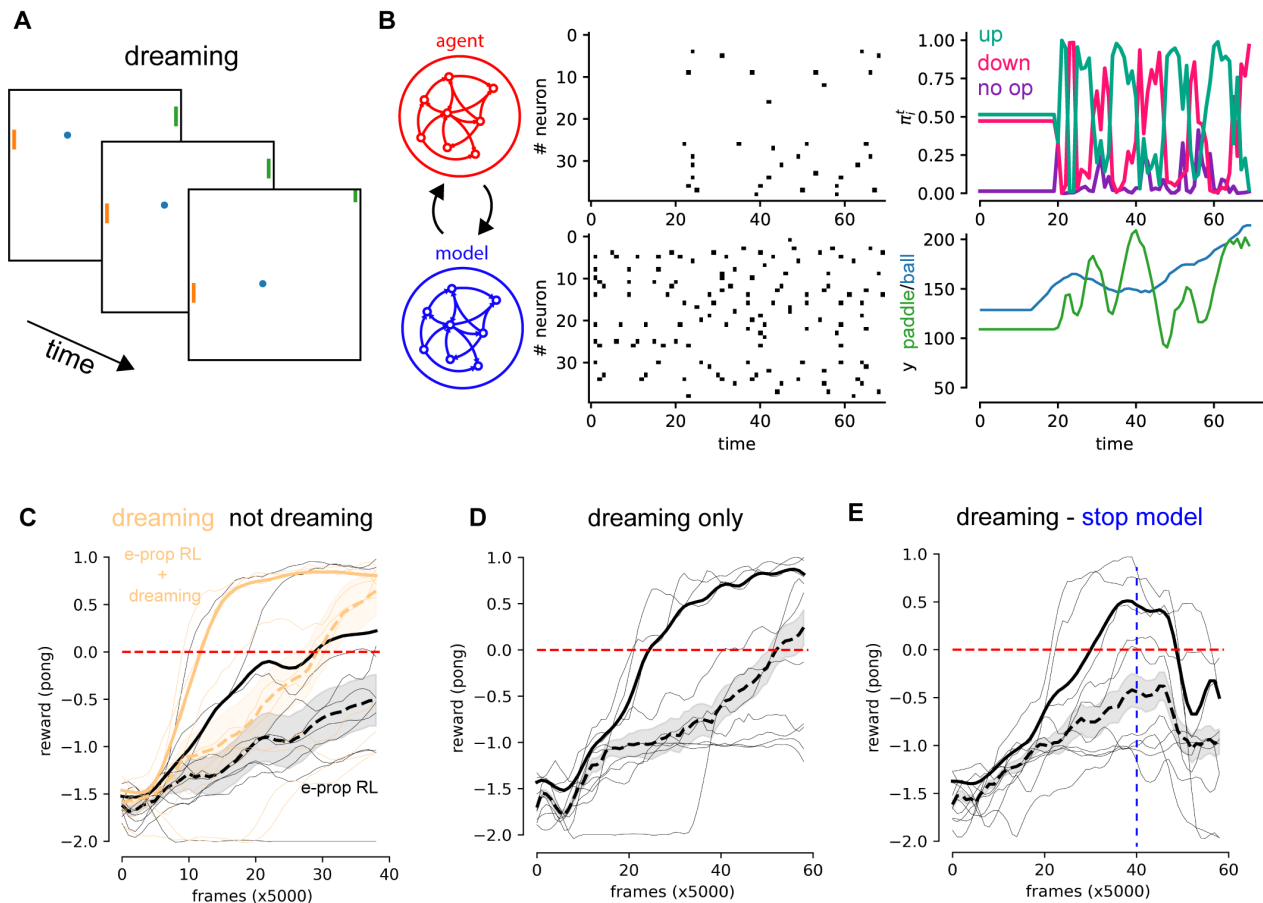 A
dreaming
time
B
agent
model
# neuron
0
10
20
30
0
20
40
60
# neuron
0
10
20
30
0
20
40
60
time
up
down
no op
π_i^t
1.00
0.75
0.50
0.25
0.00
0
20
40
60
y paddle/ball
200
150
100
50
0
20
40
60
time
C
dreaming not dreaming
e-prop RL
+
dreaming
e-prop RL
reward (pong)
1.0
0.5
0.0
−0.5
−1.0
−1.5
−2.0
0
10
20
30
40
frames (x5000)
D
dreaming only
reward (pong)
1.0
0.5
0.0
−0.5
−1.0
−1.5
−2.0
0
20
40
60
frames (x5000)
E
dreaming - stop model
reward (pong)
1.0
0.5
0.0
−0.5
−1.0
−1.5
−2.0
0
20
40
60
frames (x5000)